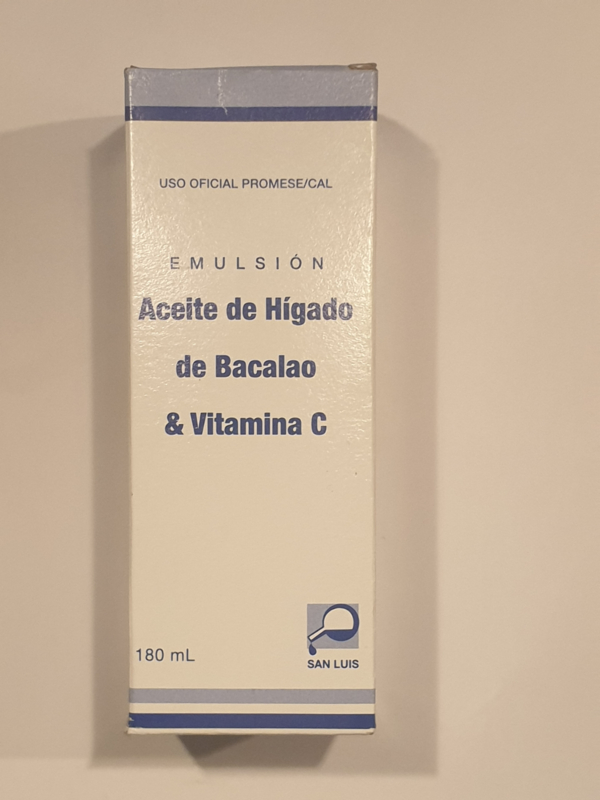 USO OFICIAL PROMESE/CAL
EMULSIÓN
Aceite de Hígado
de Bacalao
& Vitamina C
180 mL
SAN LUIS